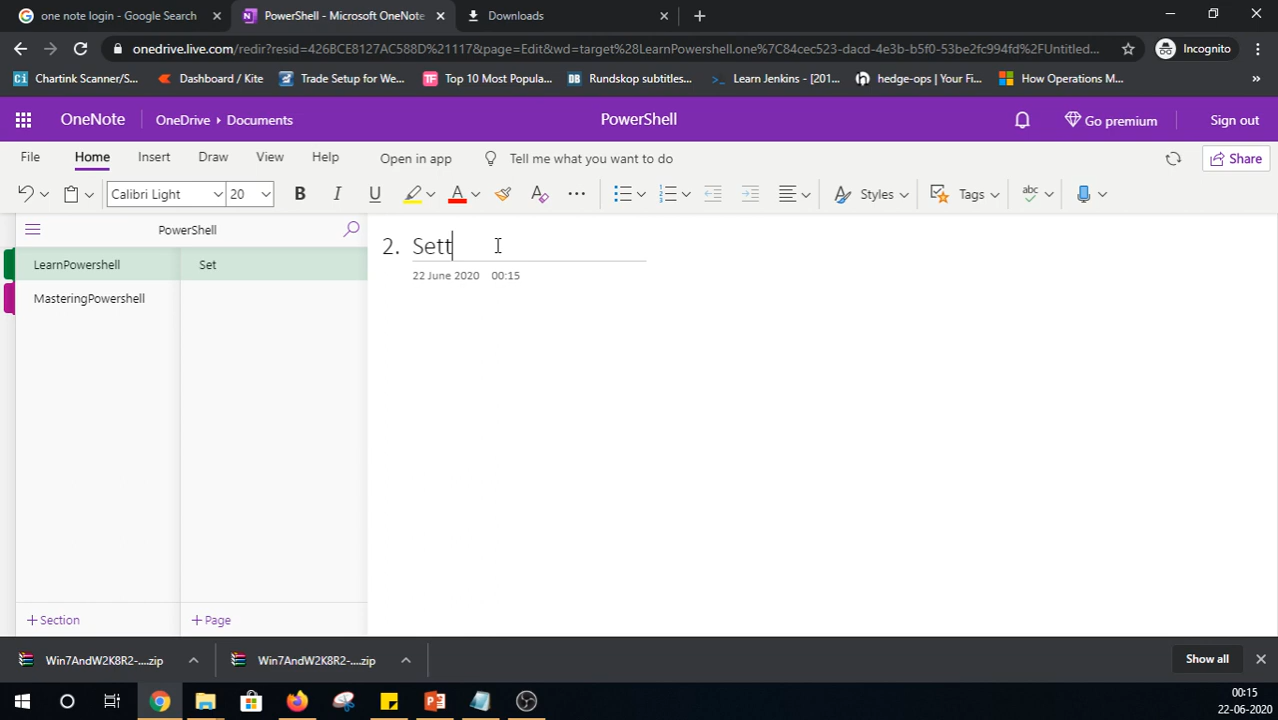 one note login - Google Search
PowerShell - Microsoft OneNote
Downloads
onedrive.live.com/redir?resid=426BCE8127AC588D%21117&page=Edit&wd=target%28LearnPowershell.one%7C84cec523-dacd-4e3b-b5f0-53be2fc994fd%2FUntitled...
Incognito
Chartink Scanner/S...
Dashboard / Kite
Trade Setup for We...
TF Top 10 Most Popula...
DB Rundskop subtitles...
Learn Jenkins - [201...
hedge-ops | Your Fi...
How Operations M...
OneNote
OneDrive ▸ Documents
PowerShell
Go premium
Sign out
File
Home
Insert
Draw
View
Help
Open in app
Tell me what you want to do
Share
Calibri Light
20
B
I
U
A
A
Styles
Tags
abc
PowerShell
2. Sett
LearnPowershell
Set
22 June 2020 00:15
MasteringPowershell
+ Section
+ Page
Win7AndW2K8R2-....zip
Win7AndW2K8R2-....zip
Show all
00:15
22-06-2020